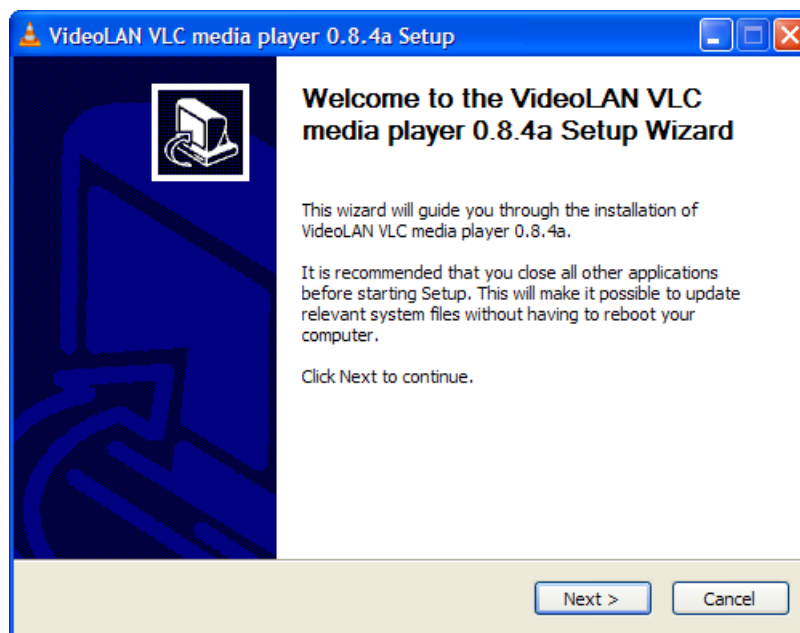 VideoLAN VLC media player 0.8.4a Setup
Welcome to the VideoLAN VLC
media player 0.8.4a Setup Wizard
This wizard will guide you through the installation of
VideoLAN VLC media player 0.8.4a.
It is recommended that you close all other applications
before starting Setup. This will make it possible to update
relevant system files without having to reboot your
computer.
Click Next to continue.
Next >
Cancel